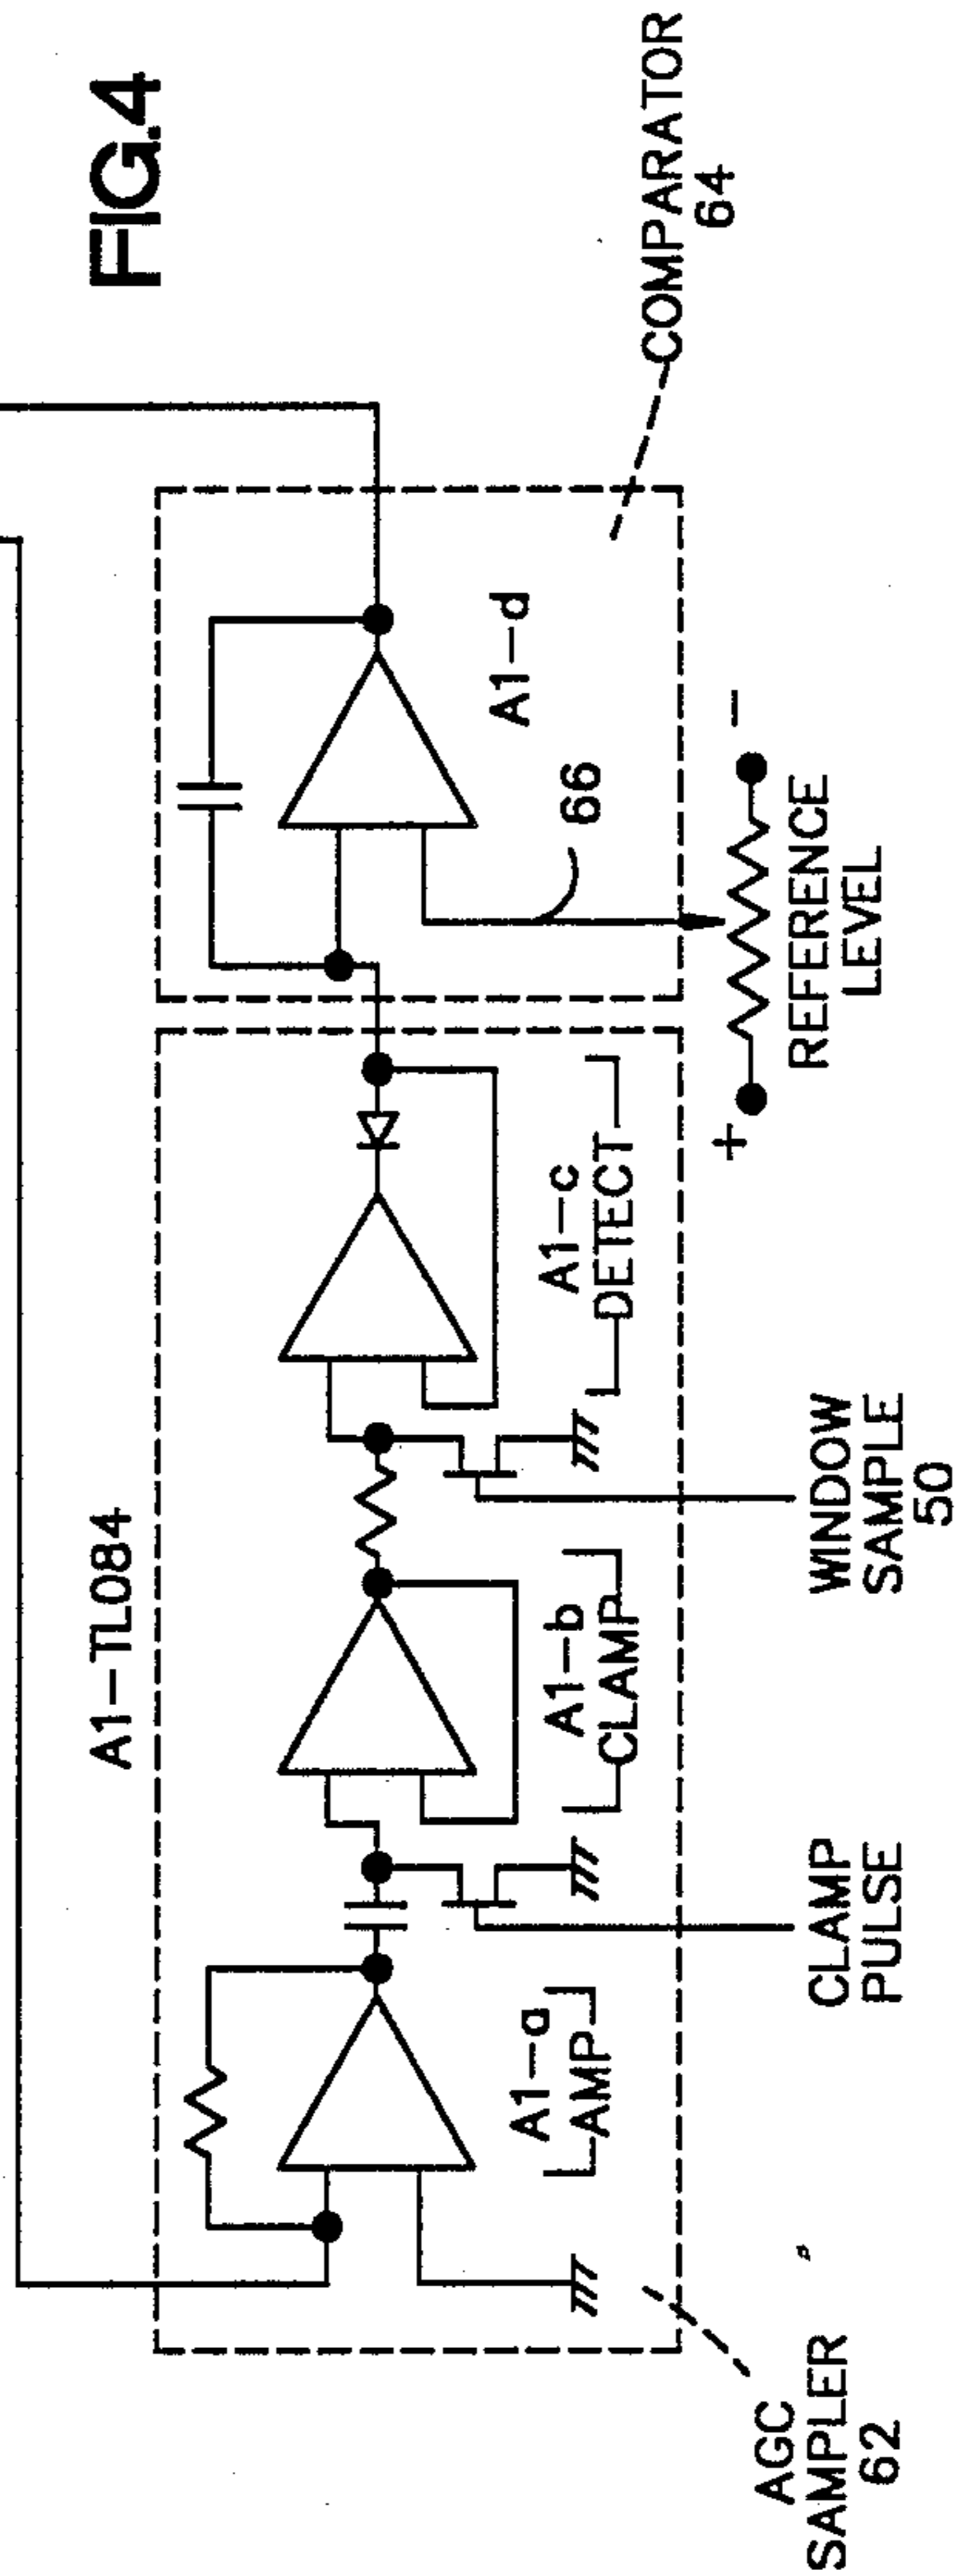 FIG.4
A1-TL084
A1-a
AMP
A1-b
CLAMP
A1-c
DETECT
A1-d
66
AGC
SAMPLER
62
CLAMP
PULSE
WINDOW
SAMPLE
50
+
-
REFERENCE
LEVEL
COMPARATOR
64